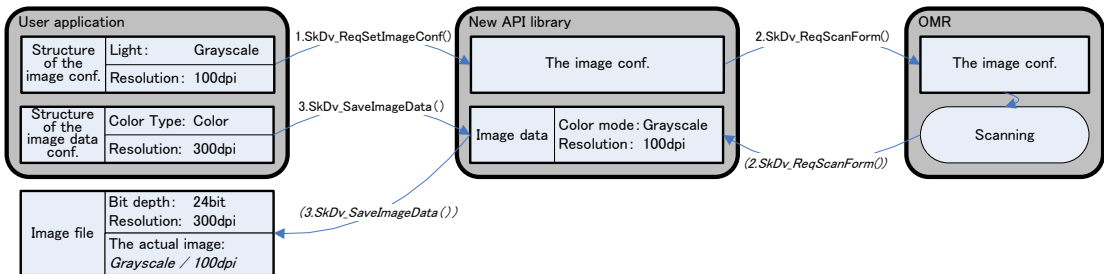 User application
Structure
of the
image conf.
Light: Grayscale
Resolution: 100dpi
Structure
of the
image data
conf.
Color Type: Color
Resolution: 300dpi
1.SkDv_ReqSetImageConf()
3.SkDv_SaveImageData()
New API library
The image conf.
Image data
Color mode: Grayscale
Resolution: 100dpi
2.SkDv_ReqScanForm()
(2.SkDv_ReqScanForm())
OMR
The image conf.
Scanning
Image file
Bit depth: 24bit
Resolution: 300dpi
The actual image:
Grayscale / 100dpi
(3.SkDv_SaveImageData())